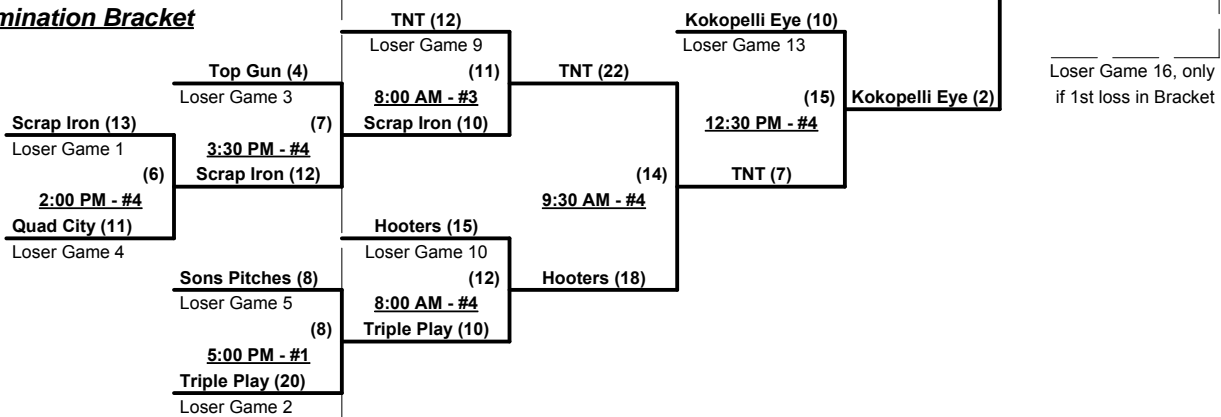 mination Bracket
TNT (12)
Loser Game 9
Kokopelli Eye (10)
Loser Game 13
Top Gun (4)
Loser Game 3
(11)
8:00 AM - #3
TNT (22)
Loser Game 16, only
if 1st loss in Bracket
(15)
12:30 PM - #4
Kokopelli Eye (2)
Scrap Iron (13)
Loser Game 1
(7)
3:30 PM - #4
Scrap Iron (10)
(6)
2:00 PM - #4
Scrap Iron (12)
(14)
9:30 AM - #4
TNT (7)
Quad City (11)
Loser Game 4
Hooters (15)
Loser Game 10
Sons Pitches (8)
Loser Game 5
(12)
8:00 AM - #4
Hooters (18)
(8)
5:00 PM - #1
Triple Play (10)
Triple Play (20)
Loser Game 2